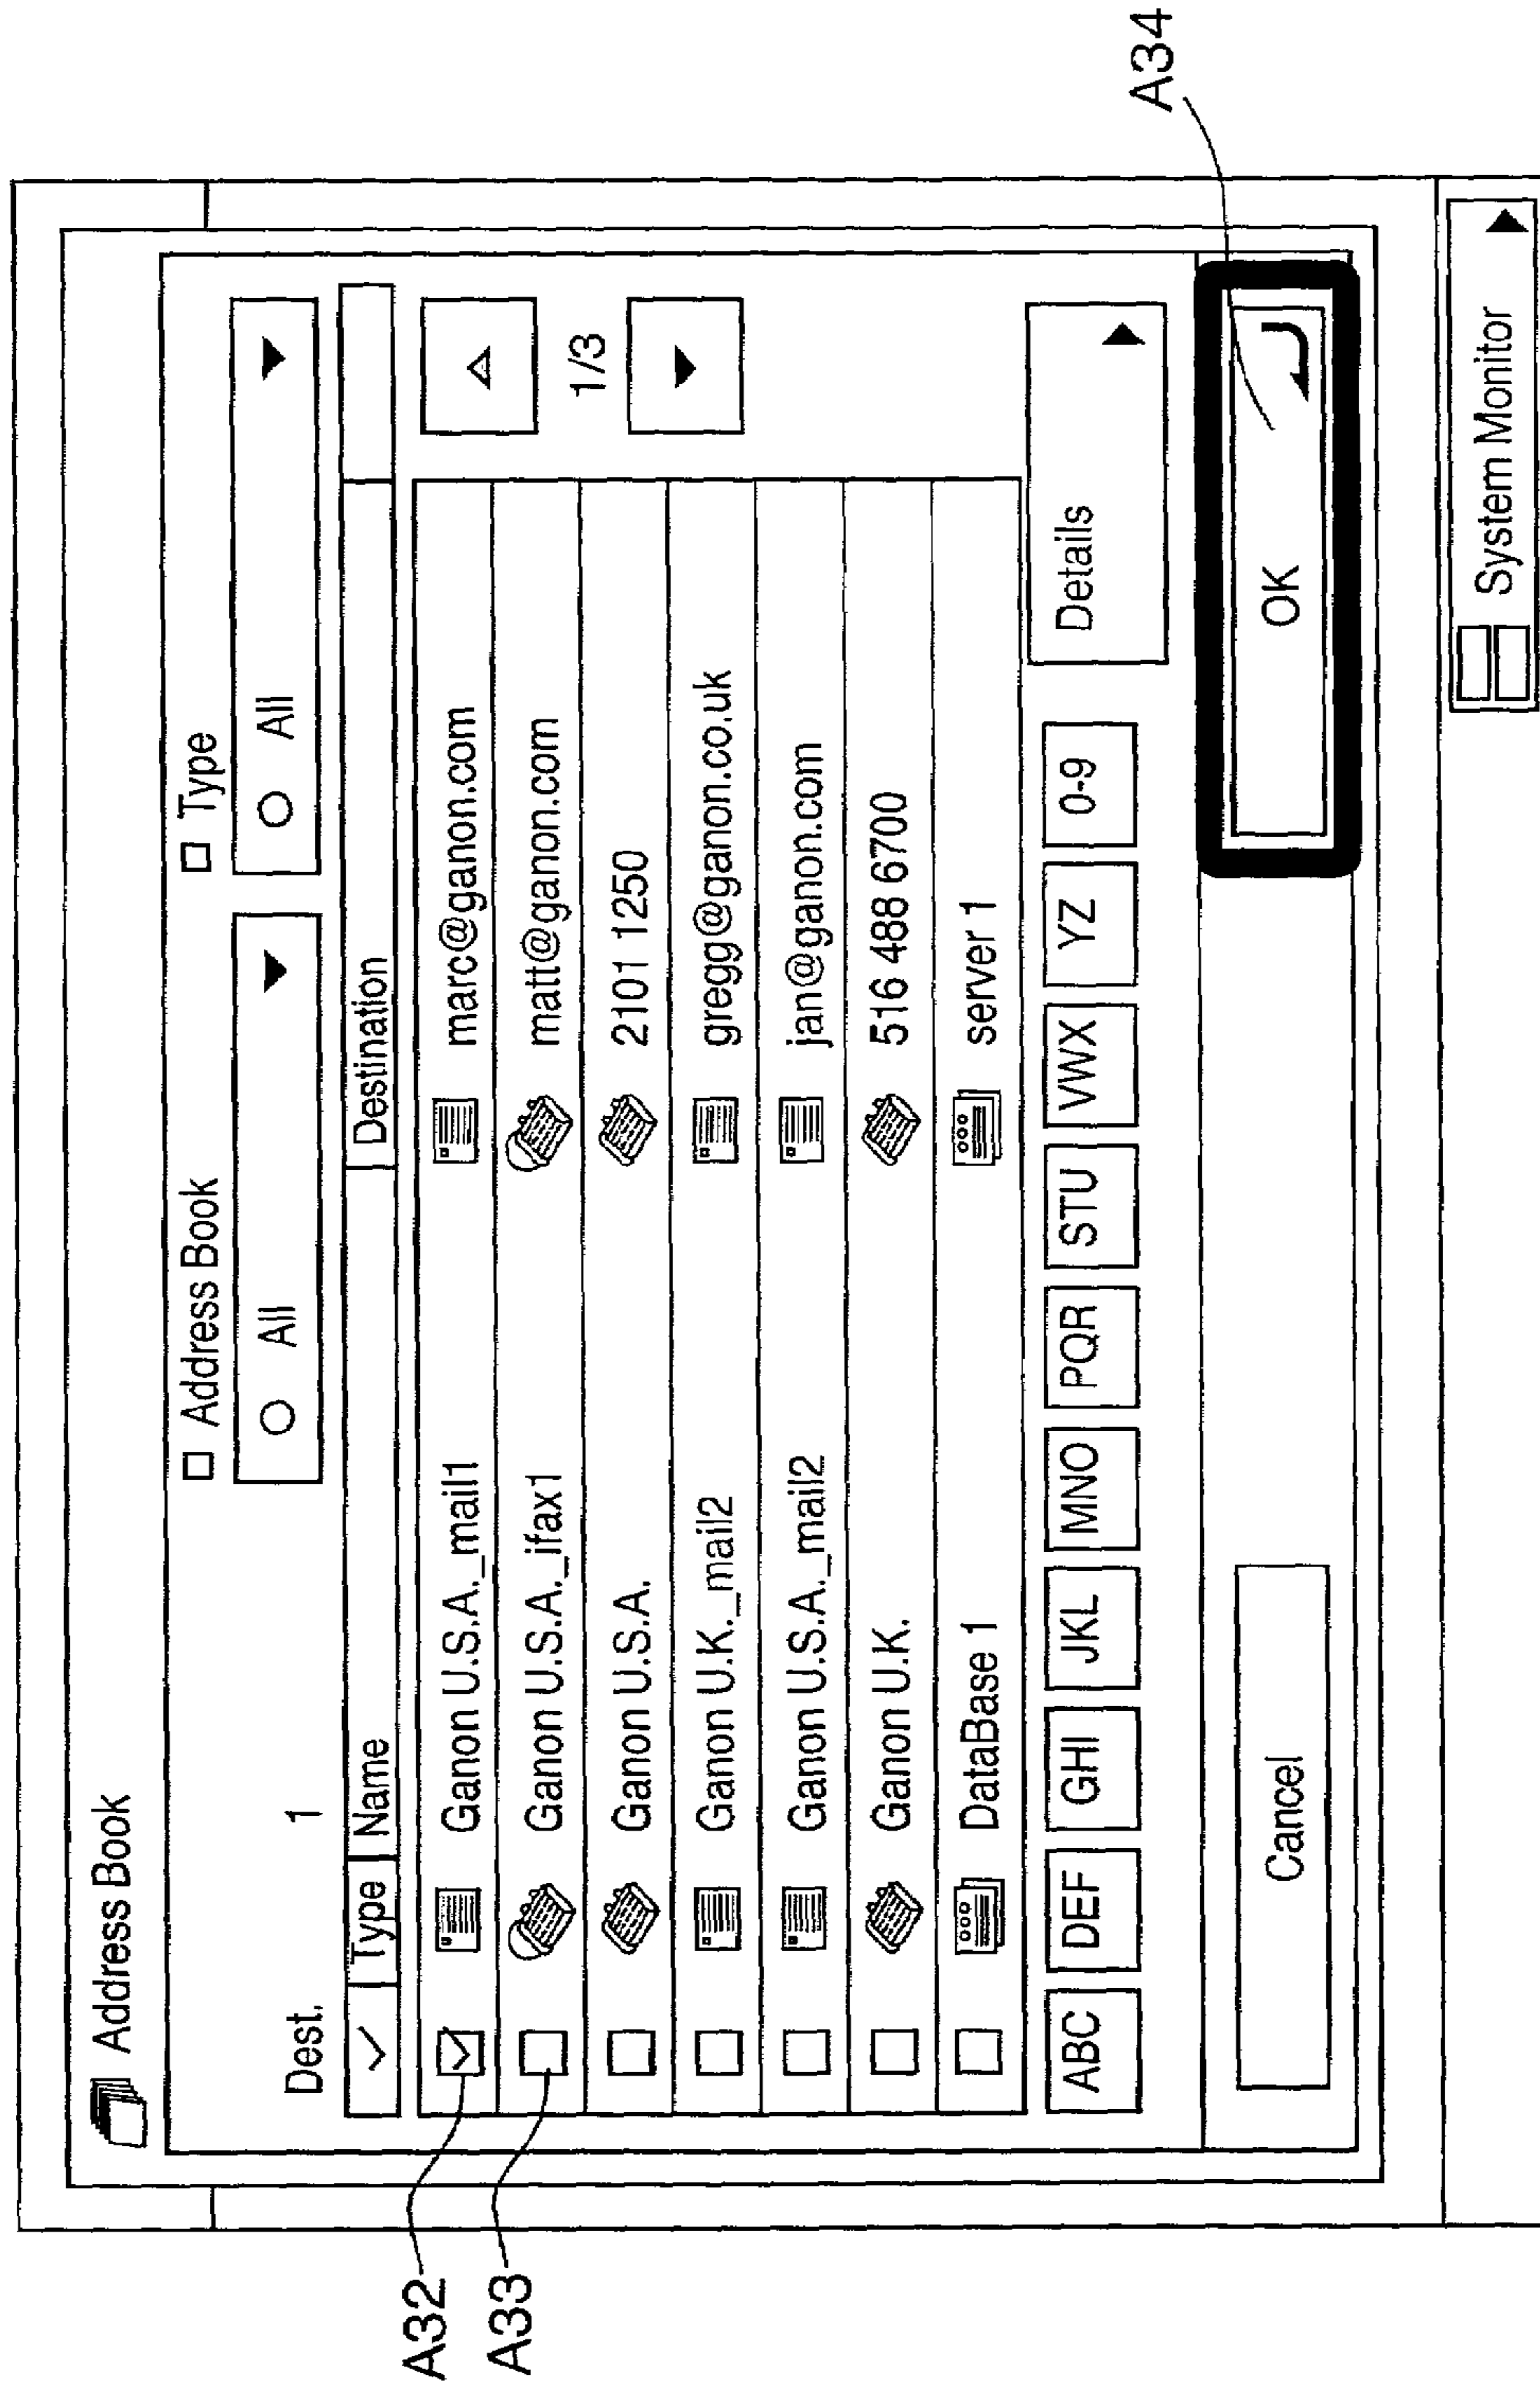 Address Book
Address Book
Type
All
All
Dest. 1
Type Name Destination
Ganon U.S.A._mail1 marc@ganon.com
Ganon U.S.A._ifax1 matt@ganon.com
1/3
Ganon U.S.A. 2101 1250
Ganon U.K._mail2 gregg@ganon.co.uk
Ganon U.S.A._mail2 jan@ganon.com
Ganon U.K. 516 488 6700
DataBase 1 server 1
ABC DEF GHI JKL MNO PQR STU VWX YZ 0-9 Details
Cancel OK
System Monitor
A32
A33
A34